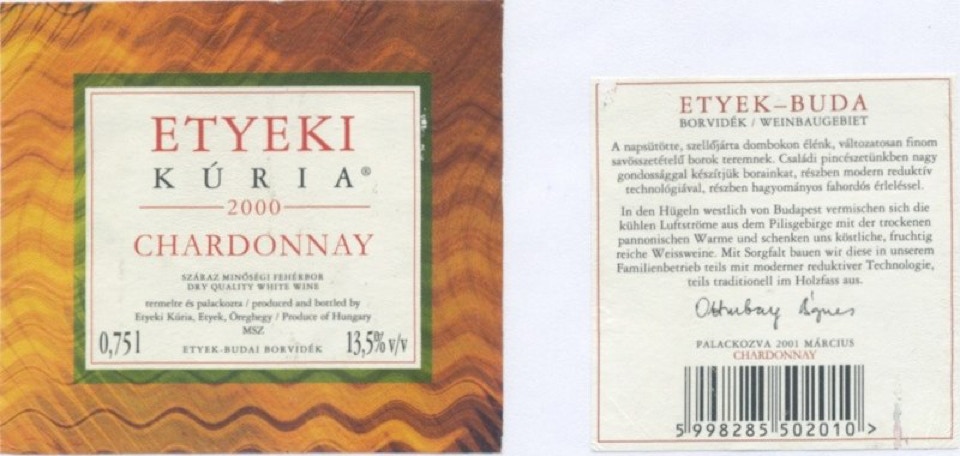 ETYEKI
KÚRIA®
2000
CHARDONNAY
SZÁRAZ MINŐSÉGI FEHÉRBOR
DRY QUALITY WHITE WINE
termelte és palackozta / produced and bottled by
Etyeki Kúria, Etyek, Öreghegy / Produce of Hungary
MSZ
0,75 l ETYEK-BUDAI BORVIDÉK 13,5% v/v
ETYEK–BUDA
BORVIDÉK / WEINBAUGEBIET
A napsütötte, szellőjárta dombokon élénk, változatosan finom
savösszetételű borok teremnek. Családi pincészetünkben nagy
gondossággal készítjük borainkat, részben modern reduktív
technológiával, részben hagyományos fahordós érleléssel.
In den Hügeln westlich von Budapest vermischen sich die
kühlen Luftströme aus dem Pilisgebirge mit der trockenen
pannonischen Warme und schenken uns köstliche, fruchtig
reiche Weissweine. Mit Sorgfalt bauen wir diese in unserem
Familienbetrieb teils mit moderner reduktiver Technologie,
teils traditionell im Holzfass aus.
PALACKOZVA 2001 MÁRCIUS
CHARDONNAY
5 998285 502010 >